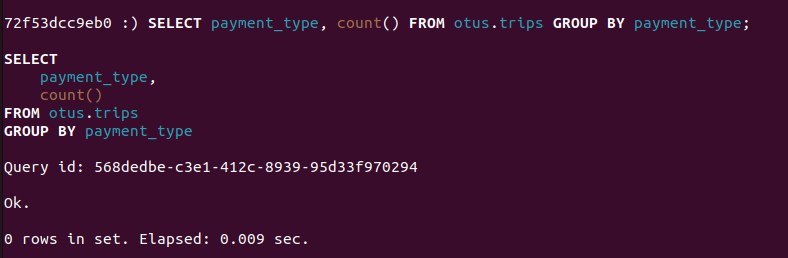 72f53dcc9eb0 :) SELECT payment_type, count() FROM otus.trips GROUP BY payment_type;
SELECT
payment_type,
count()
FROM otus.trips
GROUP BY payment_type
Query id: 568dedbe-c3e1-412c-8939-95d33f970294
Ok.
0 rows in set. Elapsed: 0.009 sec.